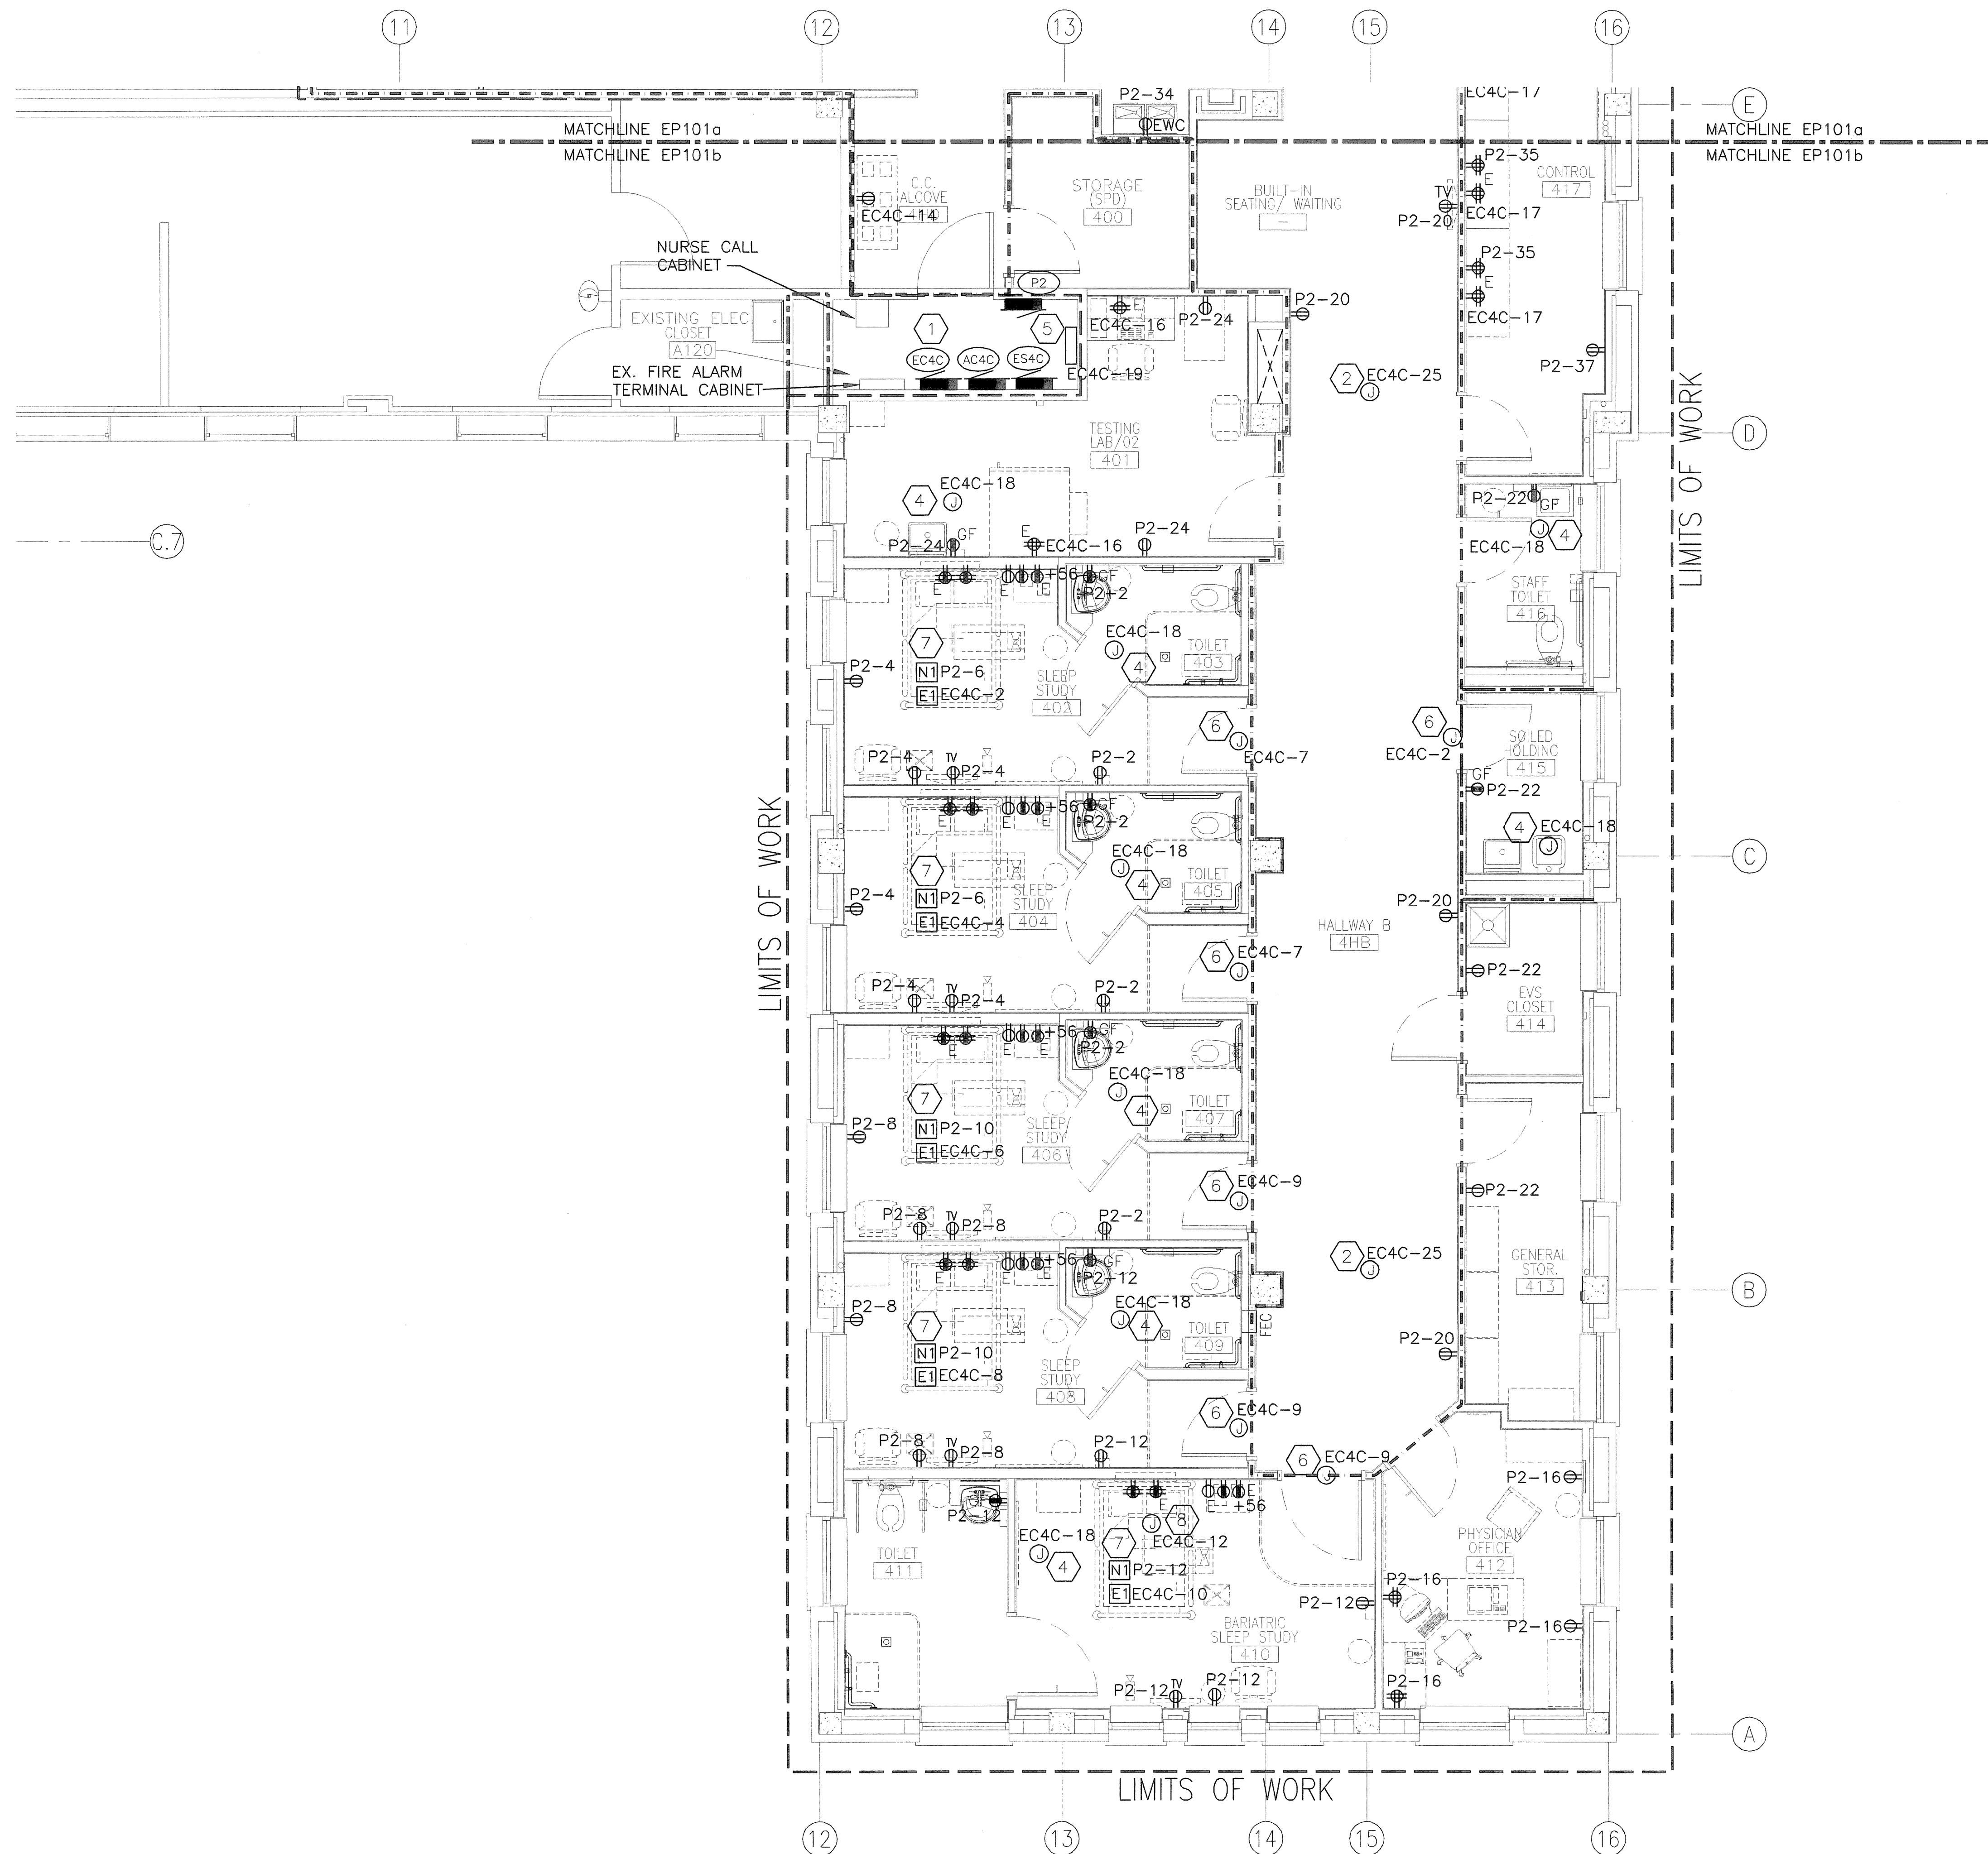 11
12
13
14
15
16
E
P2-34
EWC
EC4C-17
MATCHLINE EP101a
MATCHLINE EP101b
MATCHLINE EP101a
MATCHLINE EP101b
C.C.
ALCOVE
EC4C-14
STORAGE
(SPD)
400
BUILT-IN
SEATING/ WAITING
-
TV
P2-20
P2-35
E
EC4C-17
CONTROL
417
P2-35
E
EC4C-17
P2-37
NURSE CALL
CABINET
P2
EXISTING ELEC
CLOSET
A120
EX. FIRE ALARM
TERMINAL CABINET
1
5
EC4C
AC4C
ES4C
EC4C-19
E
EC4C-16
P2-24
P2-20
2
EC4C-25
J
D
LIMITS OF WORK
TESTING
LAB/02
401
4
EC4C-18
J
GF
P2-24
E
EC4C-16
P2-24
C.7
P2-22
GF
J
4
EC4C-18
STAFF
TOILET
416
E
E
+56
E
GF
P2-2
7
N1
P2-6
E1
EC4C-2
P2-4
SLEEP
STUDY
402
EC4C-18
J
4
TOILET
403
6
J
EC4C-7
P2-4
TV
P2-4
P2-2
6
J
EC4C-2
SOILED
HOLDING
415
GF
P2-22
4
EC4C-18
J
C
LIMITS OF WORK
E
E
+56
E
GF
P2-2
7
N1
P2-6
E1
EC4C-4
P2-4
SLEEP
STUDY
404
EC4C-18
J
4
TOILET
405
6
EC4C-7
J
P2-4
TV
P2-4
P2-2
HALLWAY B
4HB
P2-20
P2-22
EVS
CLOSET
414
E
E
+56
E
GF
P2-2
7
N1
P2-10
E1
EC4C-6
P2-8
SLEEP
STUDY
406
EC4C-18
J
4
TOILET
407
6
EC4C-9
J
P2-8
TV
P2-8
P2-2
P2-22
2
EC4C-25
J
GENERAL
STOR.
413
B
P2-20
E
E
+56
E
GF
P2-12
7
N1
P2-10
E1
EC4C-8
P2-8
SLEEP
STUDY
408
EC4C-18
J
4
TOILET
409
FEC
6
EC4C-9
J
P2-8
TV
P2-8
P2-12
6
EC4C-9
J
GF
P2-12
TOILET
411
EC4C-18
J
4
E
E
E
+56
J
8
EC4C-12
7
N1
P2-12
E1
EC4C-10
P2-12
BARIATRIC
SLEEP STUDY
410
P2-12
TV
P2-12
P2-16
PHYSICIAN
OFFICE
412
P2-16
P2-16
P2-16
A
LIMITS OF WORK
12
13
14
15
16